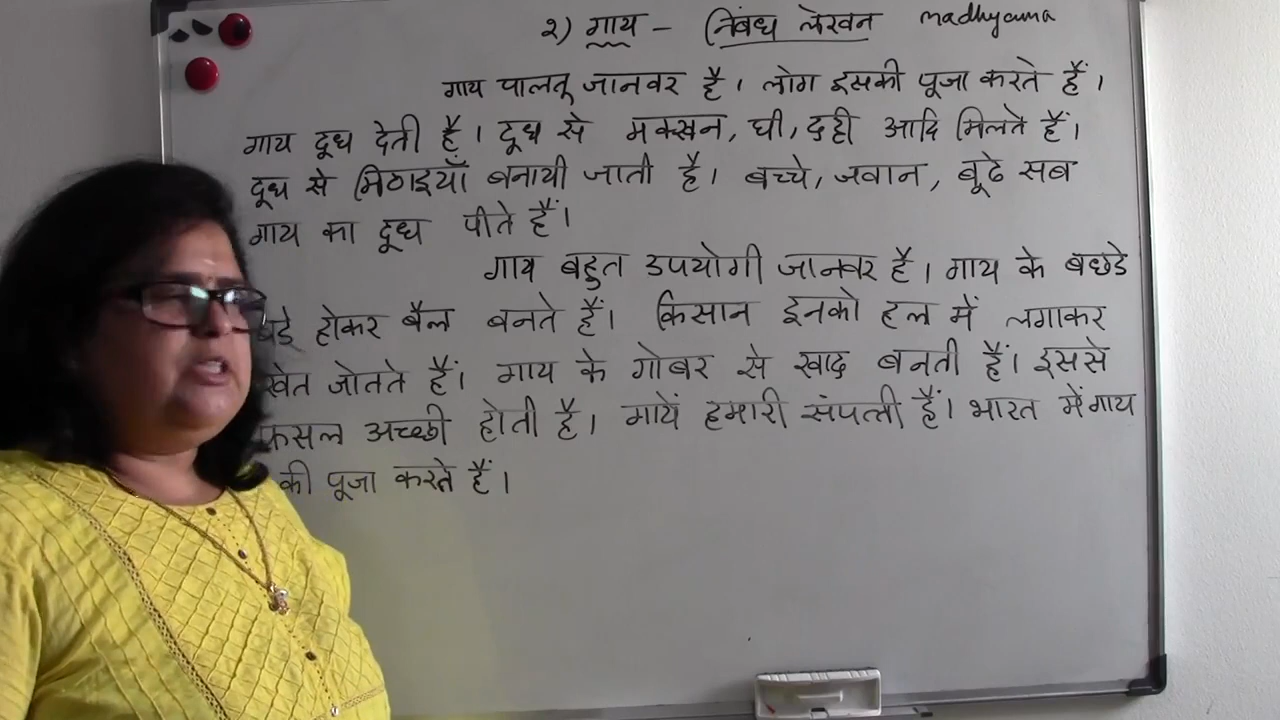 २) गाय - निबंध लेखन madhyama
गाय पालतू जानवर है। लोग इसकी पूजा करते हैं।
गाय दूध देती है। दूध से मक्खन, घी, दही आदि मिलते हैं।
दूध से मिठाइयाँ बनायी जाती है। बच्चे, जवान, बूढे सब
गाय का दूध पीते हैं।
गाय बहुत उपयोगी जानवर है। गाय के बछडे
बडे होकर बैल बनते हैं। किसान इनको हल में लगाकर
खेत जोतते हैं। गाय के गोबर से खाद बनती हैं। इससे
फसल अच्छी होती है। गायें हमारी संपत्ती हैं। भारत में गाय
की पूजा करते हैं।